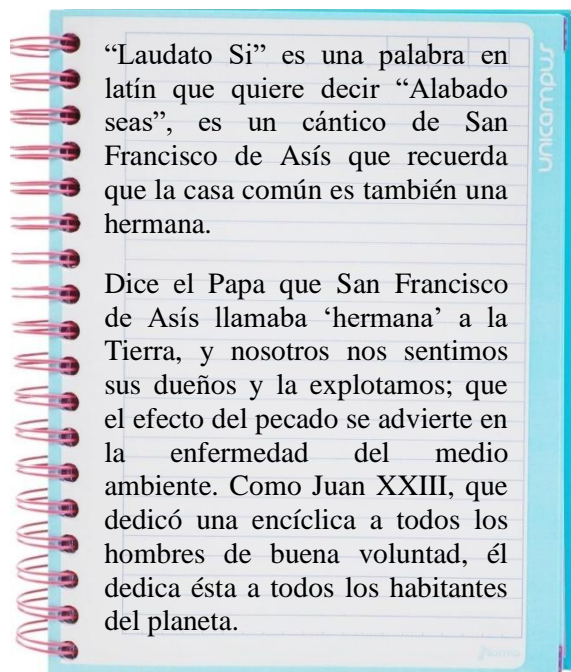 “Laudato Si” es una palabra en
latín que quiere decir “Alabado
seas”, es un cántico de San
Francisco de Asís que recuerda
que la casa común es también una
hermana.
Dice el Papa que San Francisco
de Asís llamaba ‘hermana’ a la
Tierra, y nosotros nos sentimos
sus dueños y la explotamos; que
el efecto del pecado se advierte en
la enfermedad del medio
ambiente. Como Juan XXIII, que
dedicó una encíclica a todos los
hombres de buena voluntad, él
dedica ésta a todos los habitantes
del planeta.
unicampus